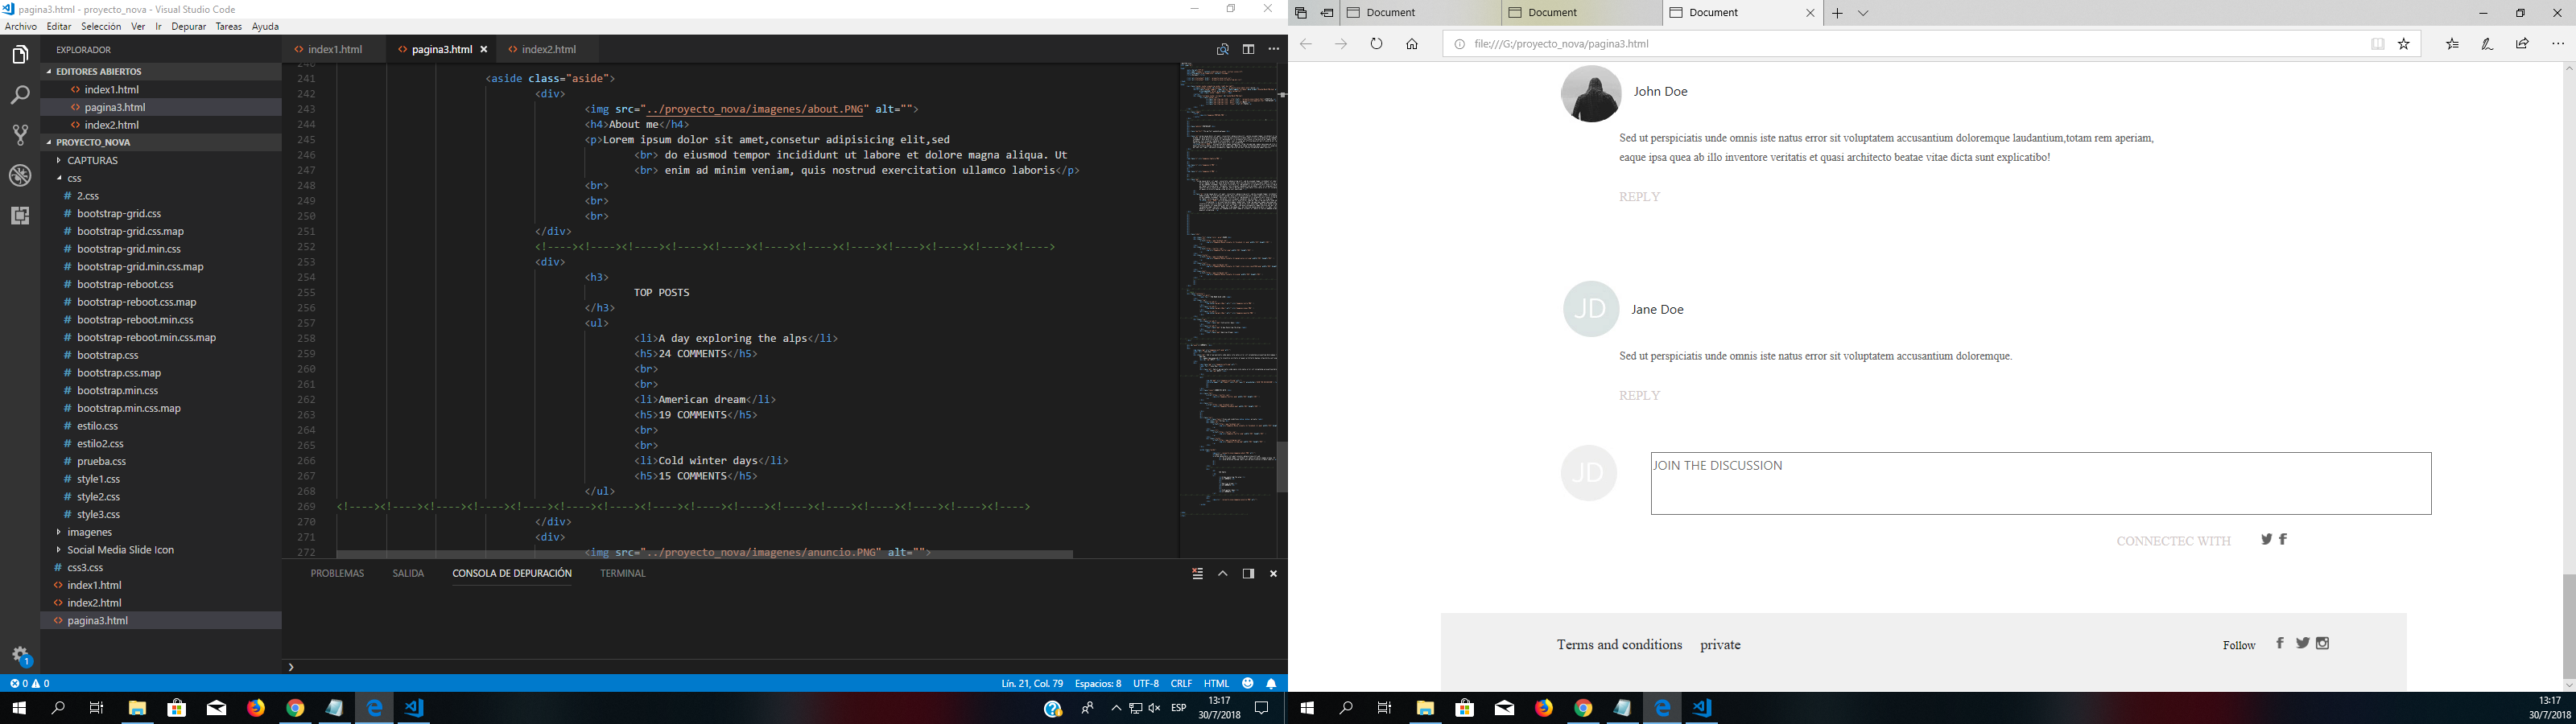 pagina3.html - proyecto_nova - Visual Studio Code
Archivo Editar Selección Ver Ir Depurar Tareas Ayuda
EXPLORADOR
EDITORES ABIERTOS
index1.html
pagina3.html
index2.html
PROYECTO_NOVA
CAPTURAS
css
# 2.css
# bootstrap-grid.css
# bootstrap-grid.css.map
# bootstrap-grid.min.css
# bootstrap-grid.min.css.map
# bootstrap-reboot.css
# bootstrap-reboot.css.map
# bootstrap-reboot.min.css
# bootstrap-reboot.min.css.map
# bootstrap.css
# bootstrap.css.map
# bootstrap.min.css
# bootstrap.min.css.map
# estilo.css
# estilo2.css
# prueba.css
# style1.css
# style2.css
# style3.css
imagenes
Social Media Slide Icon
# css3.css
<> index1.html
<> index2.html
<> pagina3.html
1
<> index1.html <> pagina3.html <> index2.html
241 <aside class="aside">
242 <div>
243 <img src="../proyecto_nova/imagenes/about.PNG" alt="">
244 <h4>About me</h4>
245 <p>Lorem ipsum dolor sit amet,consetur adipisicing elit,sed
246 <br> do eiusmod tempor incididunt ut labore et dolore magna aliqua. Ut
247 <br> enim ad minim veniam, quis nostrud exercitation ullamco laboris</p>
248 <br>
249 <br>
250 <br>
251 </div>
252 <!----><!----><!----><!----><!----><!----><!----><!----><!----><!----><!----><!---->
253 <div>
254 <h3>
255 TOP POSTS
256 </h3>
257 <ul>
258 <li>A day exploring the alps</li>
259 <h5>24 COMMENTS</h5>
260 <br>
261 <br>
262 <li>American dream</li>
263 <h5>19 COMMENTS</h5>
264 <br>
265 <br>
266 <li>Cold winter days</li>
267 <h5>15 COMMENTS</h5>
268 </ul>
269 <!----><!----><!----><!----><!----><!----><!----><!----><!----><!----><!----><!----><!----><!----><!----><!---->
270 </div>
271 <div>
272 <img src="../proyecto_nova/imagenes/anuncio.PNG" alt="">
PROBLEMAS SALIDA CONSOLA DE DEPURACIÓN TERMINAL
0 0 Lín. 21, Col. 79 Espacios: 8 UTF-8 CRLF HTML
ESP 13:17
30/7/2018
Document Document Document
file:///G:/proyecto_nova/pagina3.html
John Doe
Sed ut perspiciatis unde omnis iste natus error sit voluptatem accusantium doloremque laudantium,totam rem aperiam,
eaque ipsa quea ab illo inventore veritatis et quasi architecto beatae vitae dicta sunt explicatibo!
REPLY
JD Jane Doe
Sed ut perspiciatis unde omnis iste natus error sit voluptatem accusantium doloremque.
REPLY
JD JOIN THE DISCUSSION
CONNECTEC WITH
Terms and conditions private Follow
13:17
30/7/2018